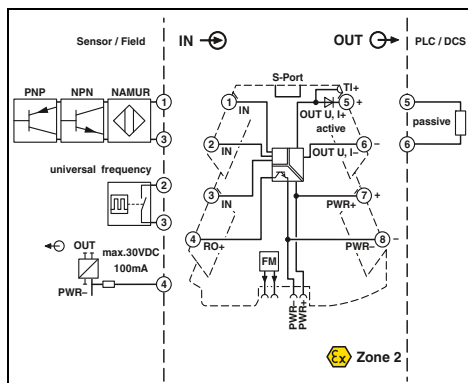 Sensor / Field
IN
OUT
PLC / DCS
PNP
NPN
NAMUR
S-Port
TI+
1
3
1
IN
5
+
OUT U, I+
active
5
passive
6
2
IN
6
–
OUT U, I–
universal frequency
2
3
3
IN
7
+
PWR+
4
RO+
8
–
PWR–
OUT
max.30VDC
100mA
PWR–
4
FM
PWR–
PWR+
Ex
Zone 2